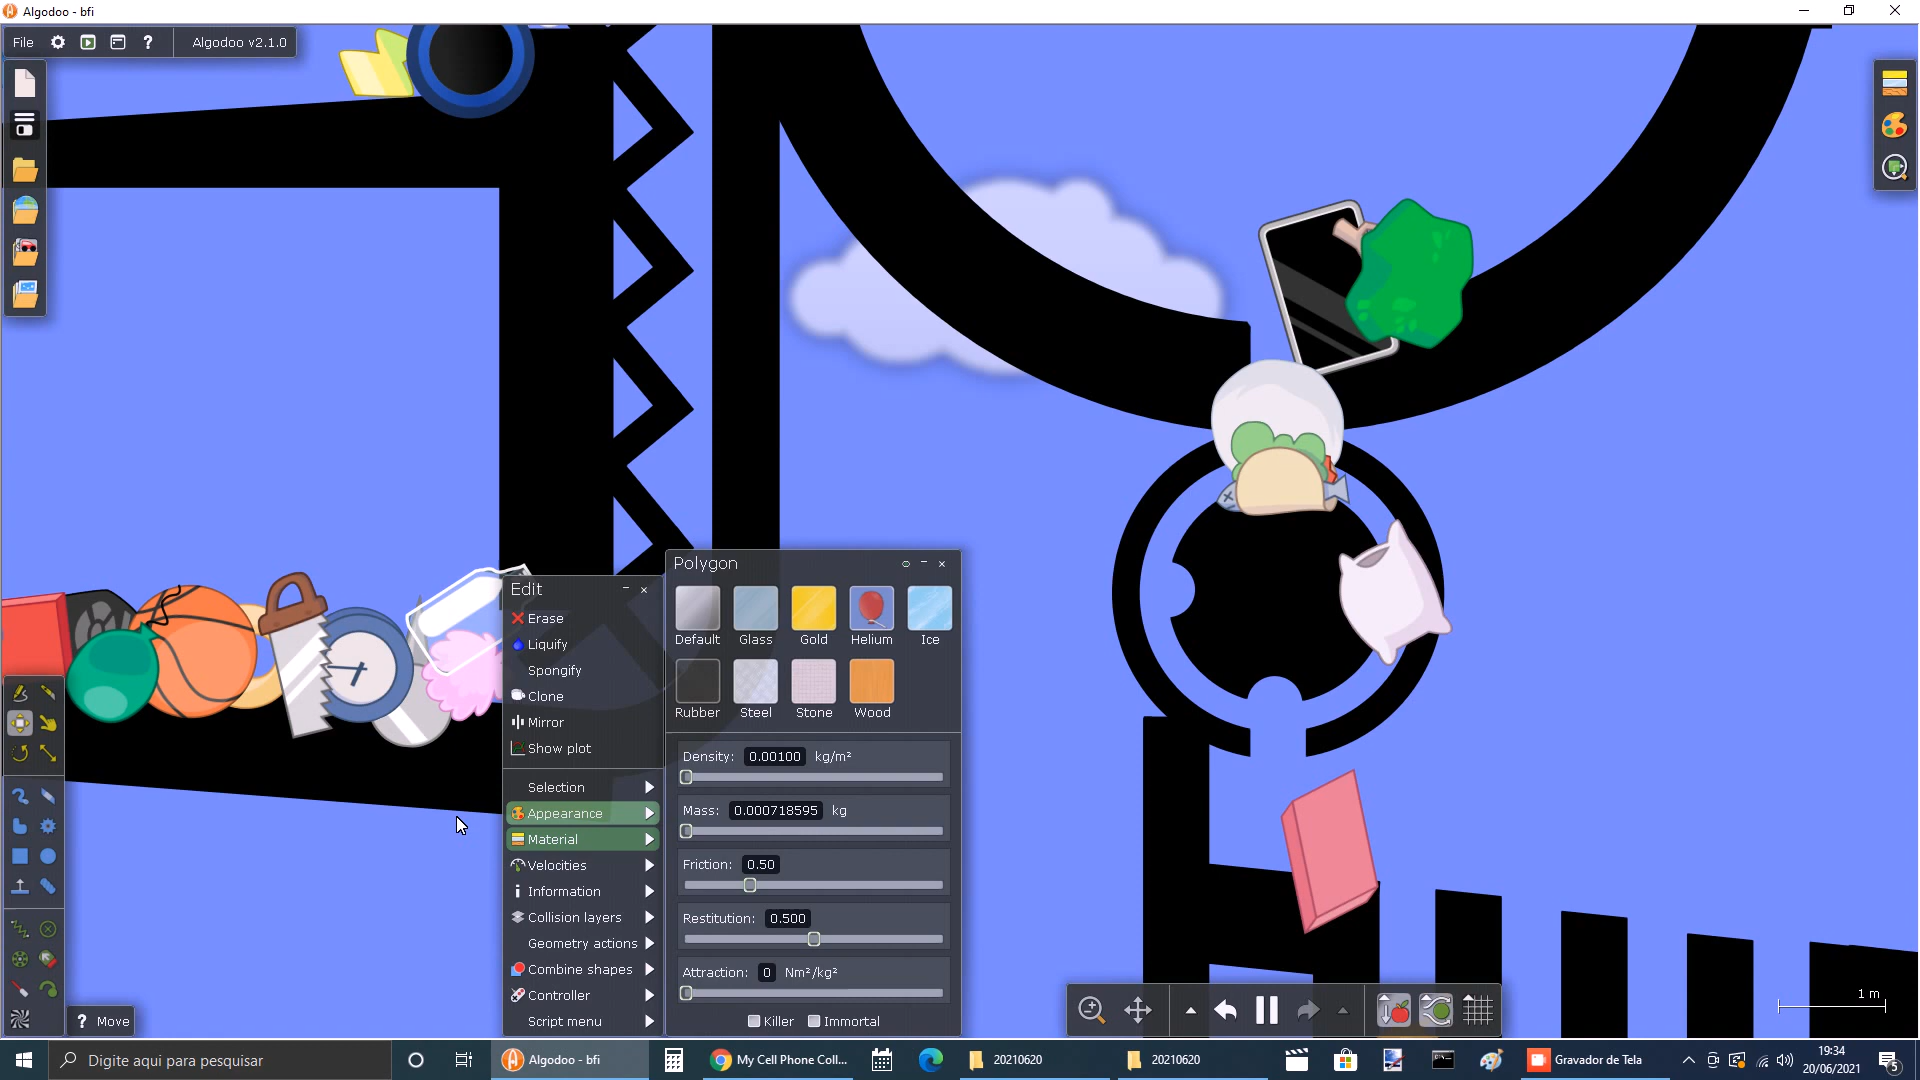 Algodoo - bfi
File
?
Algodoo v2.1.0
Edit
Erase
Liquify
Spongify
Clone
Mirror
Show plot
Selection
Appearance
Material
Velocities
Information
Collision layers
Geometry actions
Combine shapes
Controller
Script menu
Polygon
Default Glass Gold Helium Ice
Rubber Steel Stone Wood
Density: 0.00100 kg/m²
Mass: 0.000718595 kg
Friction: 0.50
Restitution: 0.500
Attraction: 0 Nm²/kg²
Killer Immortal
? Move
1 m
Digite aqui para pesquisar
Algodoo - bfi
My Cell Phone Coll...
20210620
20210620
Gravador de Tela
19:34
20/06/2021
5